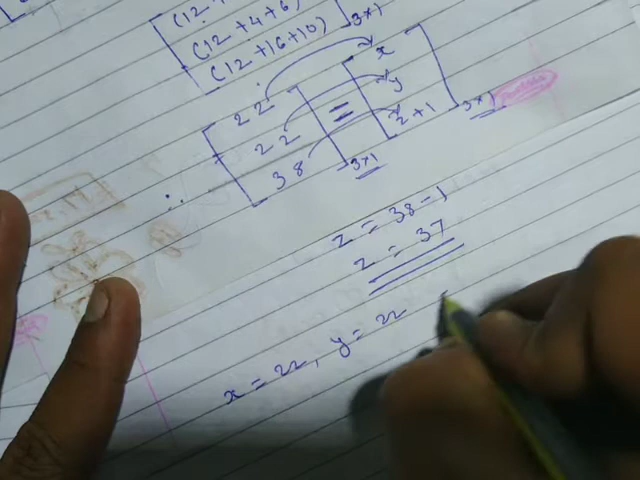 (12+4+6)
(12+16+10) 3×1
∴ 22 = x
22 y
38 3×1 z+1 3×1
z = 38-1
z = 37
x = 22, y = 22